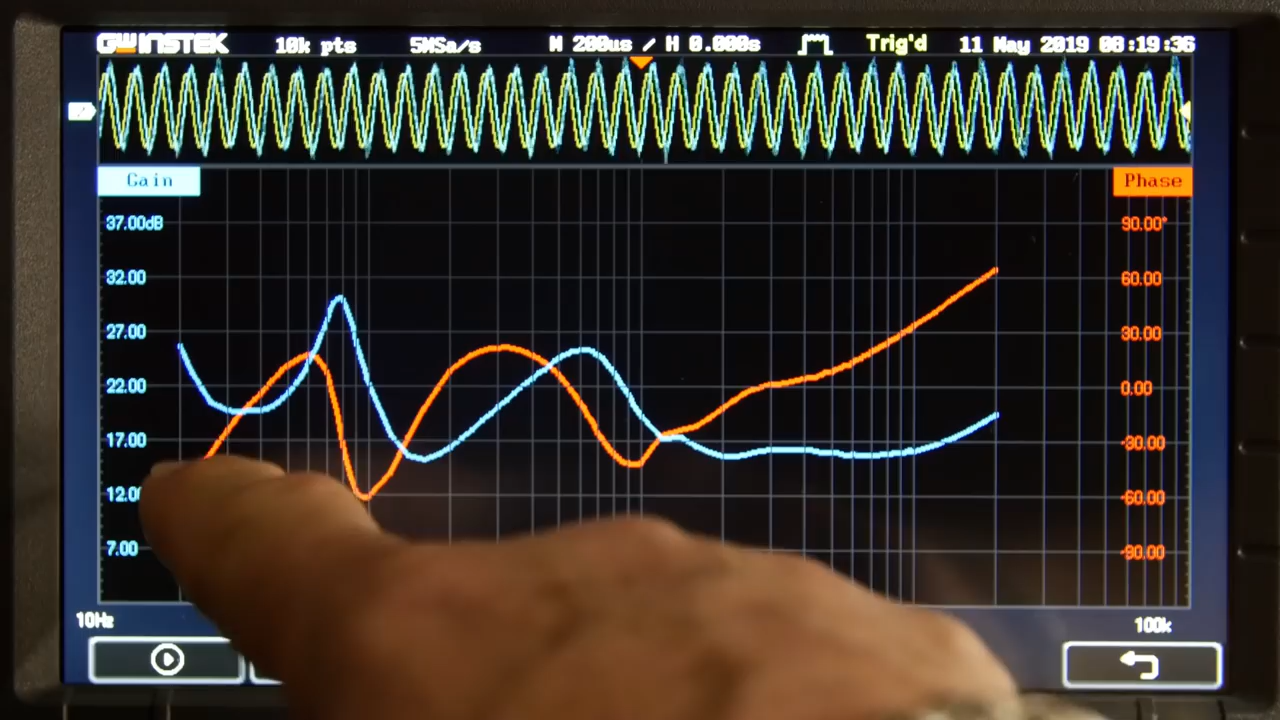 GWINSTEK 10k pts 5MSa/s M 200us / H 0.000s Trig'd 11 May 2019 08:19:36
Gain Phase
37.00dB 90.00°
32.00 60.00
27.00 30.00
22.00 0.00
17.00 -30.00
12.00 -60.00
7.00 -90.00
10Hz 100k